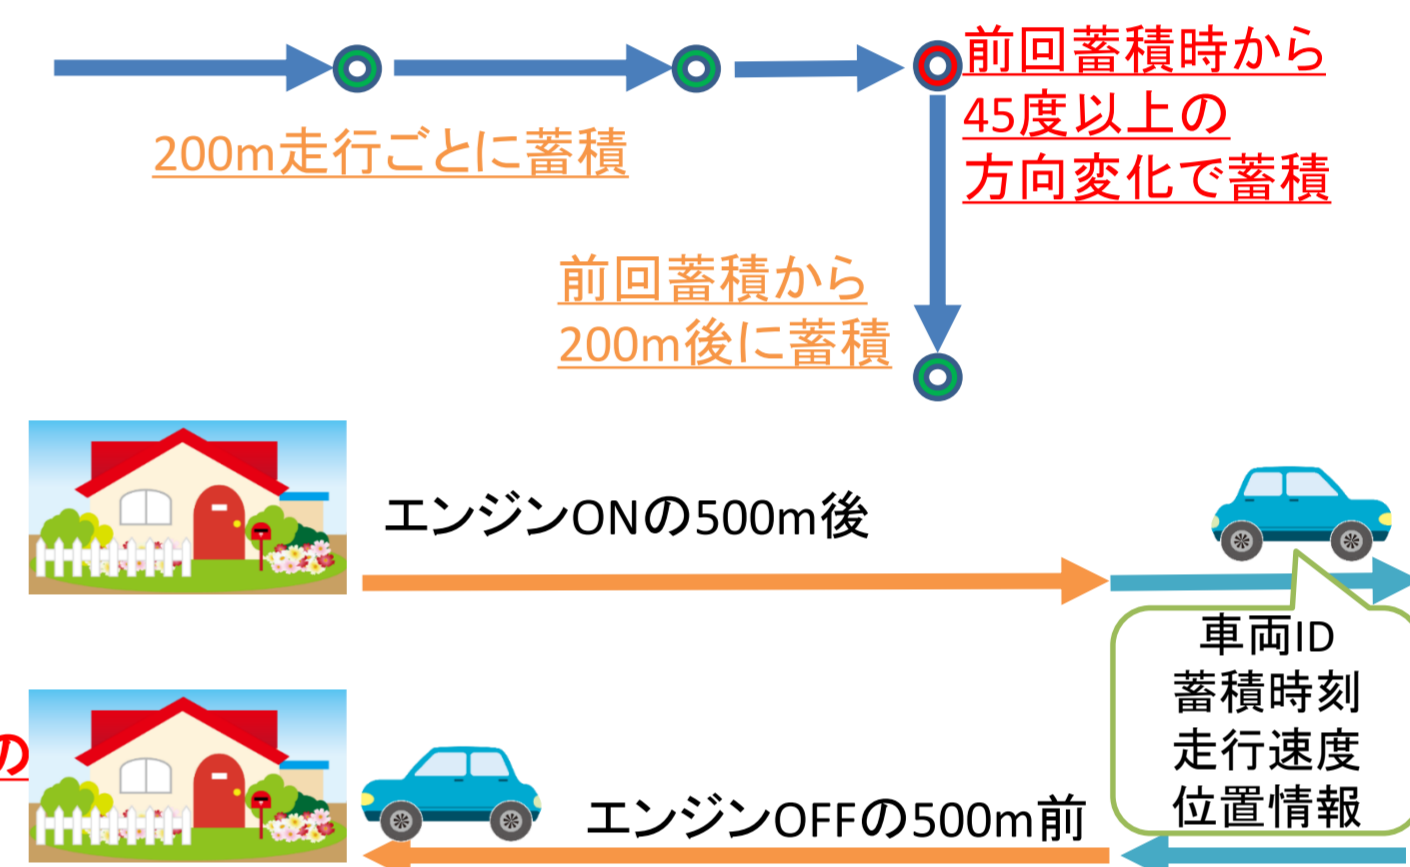 前回蓄積時から
45度以上の
方向変化で蓄積
200m走行ごとに蓄積
前回蓄積から
200m後に蓄積
エンジンONの500m後
車両ID
蓄積時刻
走行速度
位置情報
の
エンジンOFFの500m前